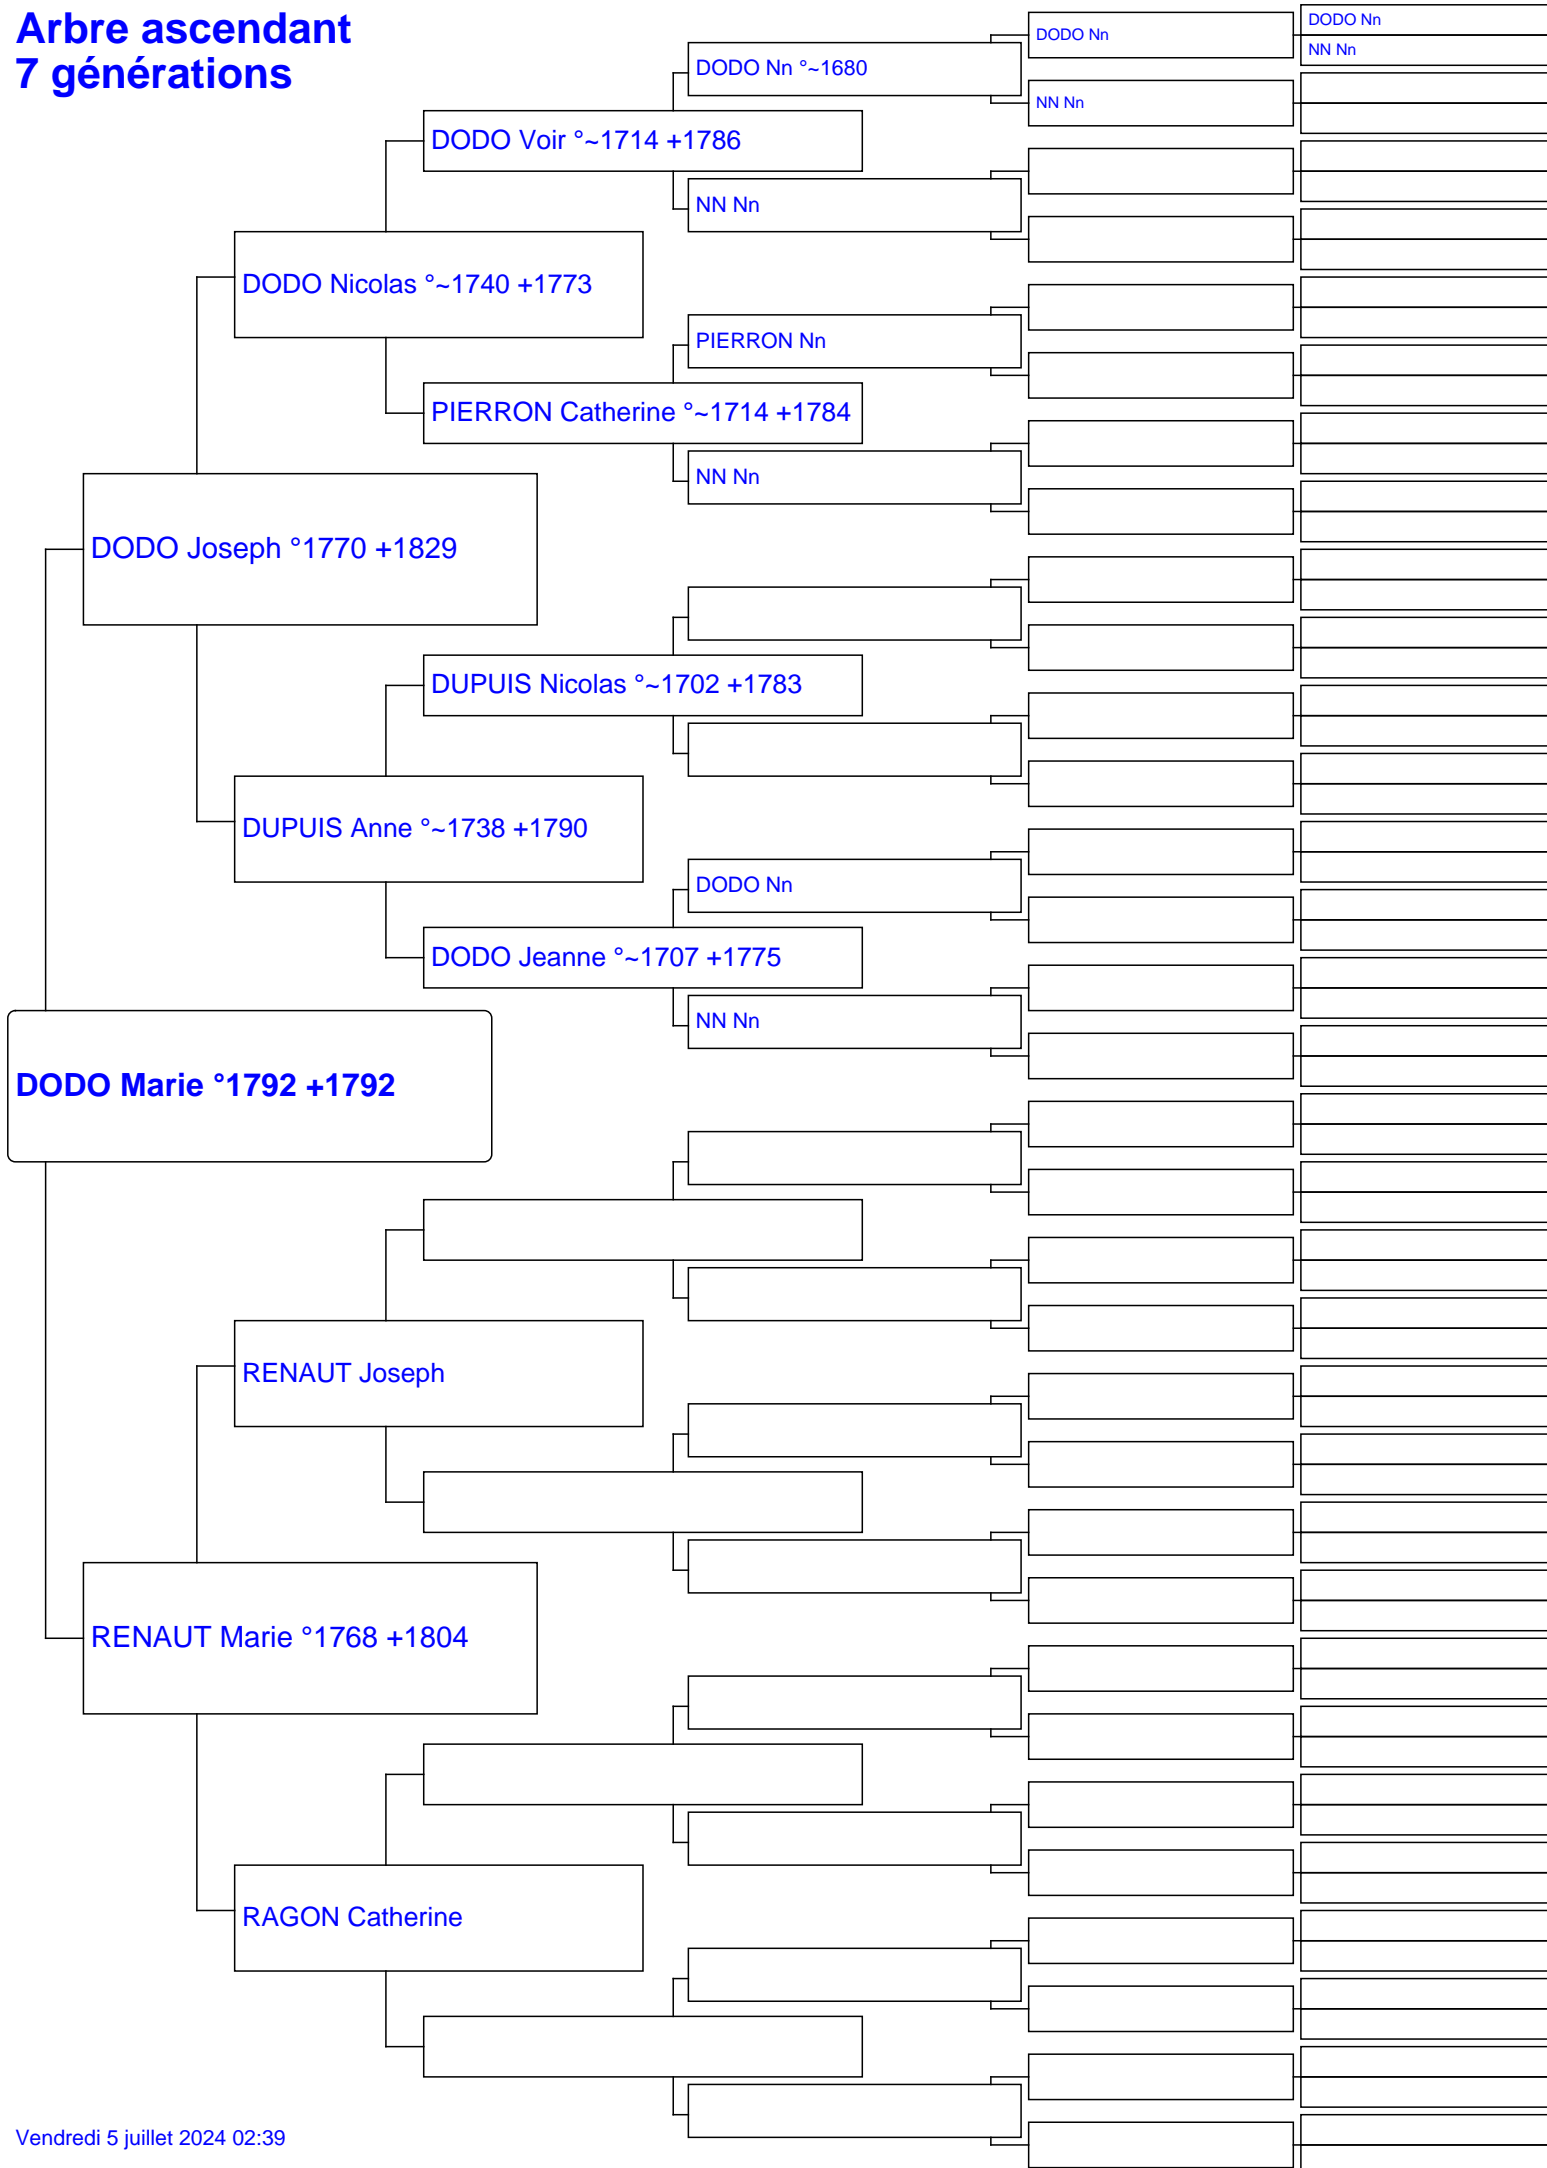 Arbre ascendant
7 générations
DODO Nn
NN Nn
DODO Nn
DODO Nn °~1680
NN Nn
DODO Voir °~1714 +1786
NN Nn
DODO Nicolas °~1740 +1773
PIERRON Nn
PIERRON Catherine °~1714 +1784
NN Nn
DODO Joseph °1770 +1829
DUPUIS Nicolas °~1702 +1783
DUPUIS Anne °~1738 +1790
DODO Nn
DODO Jeanne °~1707 +1775
NN Nn
DODO Marie °1792 +1792
RENAUT Joseph
RENAUT Marie °1768 +1804
RAGON Catherine
Vendredi 5 juillet 2024 02:39